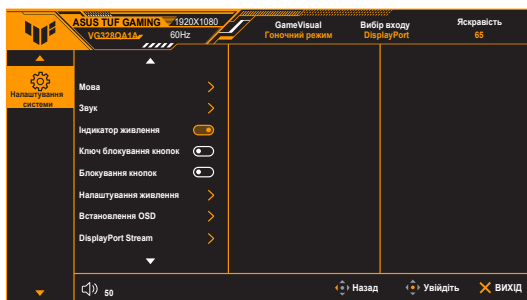 ASUS TUF GAMING 1920X1080
VG328QA1A 60Hz
GameVisual
Гоночний режим
Вибір входу
DisplayPort
Яскравість
65
Налаштування
системи
Мова
Звук
Індикатор живлення
Ключ блокування кнопок
Блокування кнопок
Налаштування живлення
Встановлення OSD
DisplayPort Stream
50
Назад
Увійдіть
ВИХІД